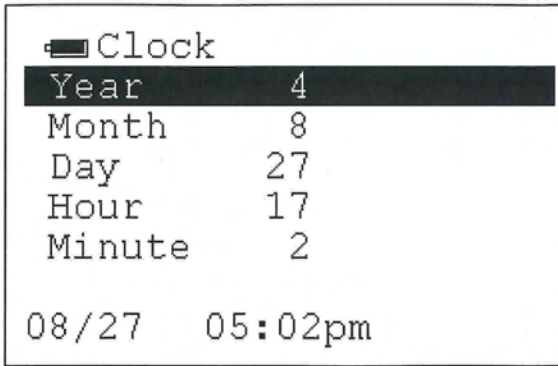 Clock
Year 4
Month 8
Day 27
Hour 17
Minute 2
08/27 05:02pm